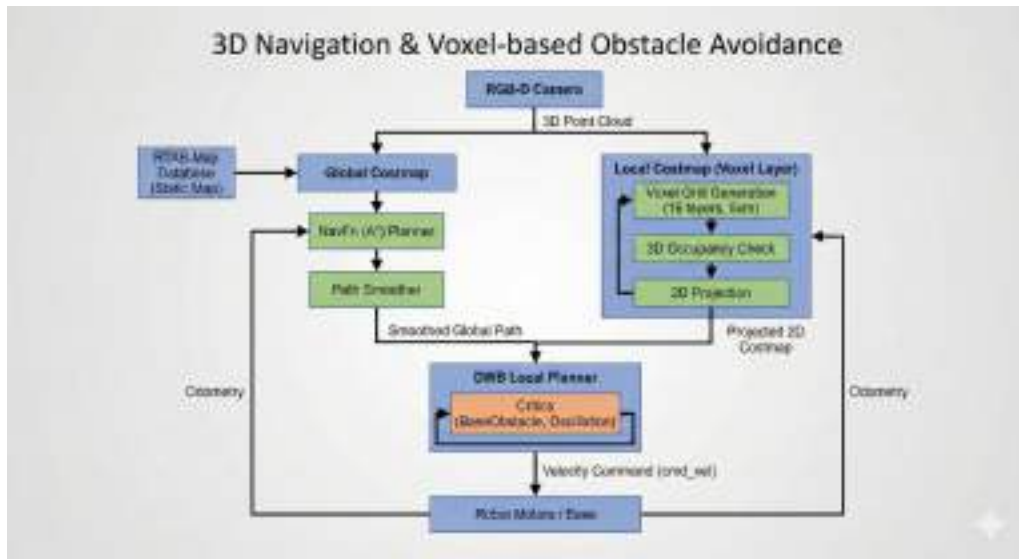 3D Navigation & Voxel-based Obstacle Avoidance
RGB-D Camera
3D Point Cloud
RTAB-Map
Database
(Static Map)
Global Costmap
Local Costmap (Voxel Layer)
Voxel Grid Generation
(16 layers,
NavFn (A*) Planner
3D Occupancy Check
Path Smoother
2D Projection
Smoothed Global Path
Projected 2D
Costmap
DWB Local Planner
Critics
(BaseObstacle, Oscillation)
Odometry
Odometry
Velocity Command (cmd_vel)
Robot Motors / Base